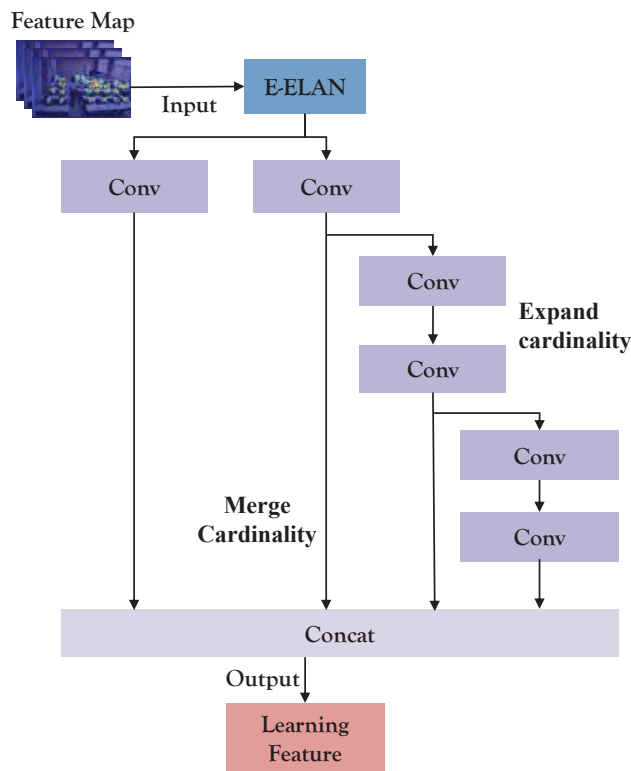 Feature Map
Input
E-ELAN
Conv
Conv
Conv
Expand
cardinality
Conv
Conv
Merge
Cardinality
Conv
Concat
Output
Learning
Feature